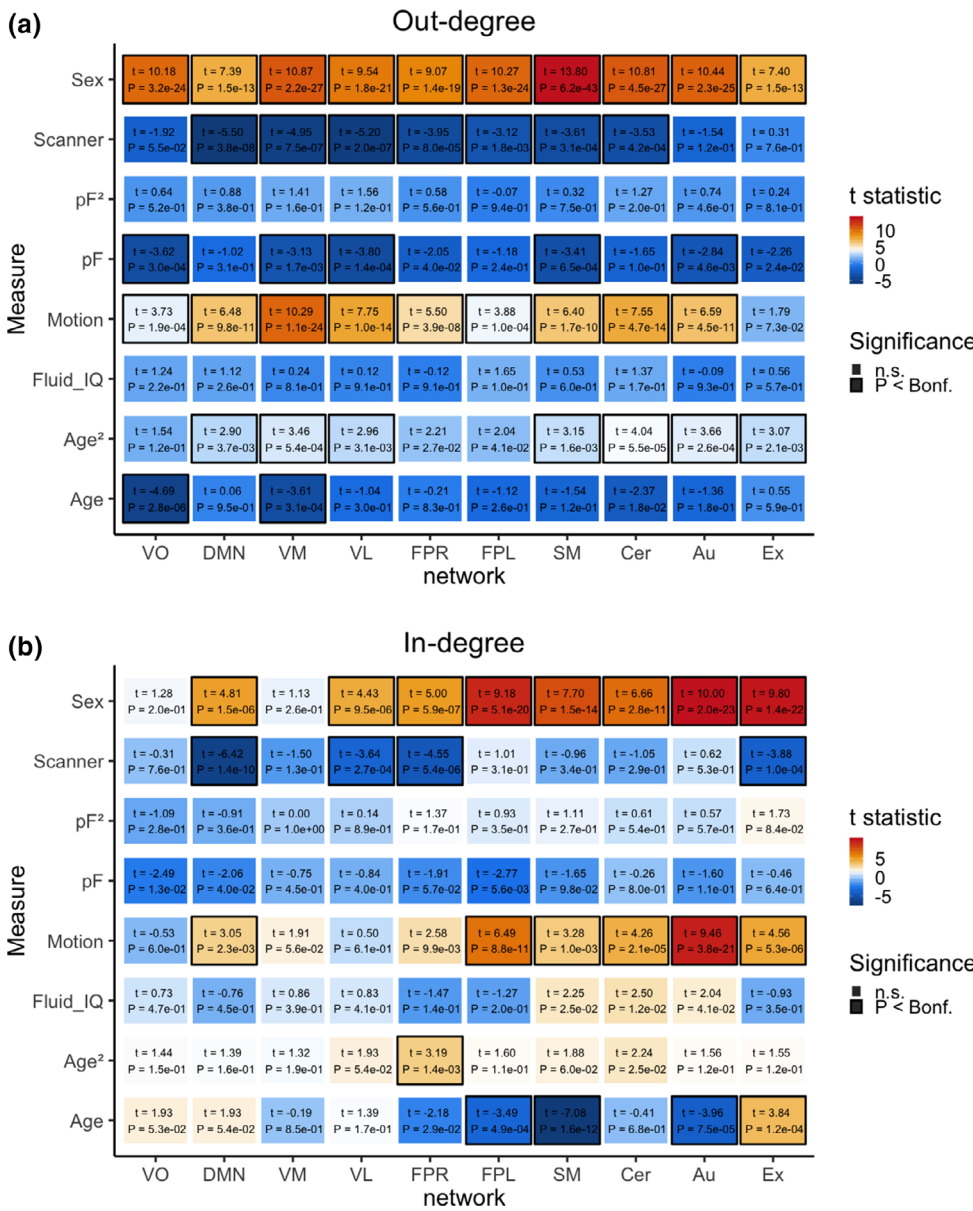 (a)
Out-degree
Measure
Sex
t = 10.18 t = 7.39 t = 10.87 t = 9.54 t = 9.07 t = 10.27 t = 13.80 t = 10.81 t = 10.44 t = 7.40
P = 3.2e-24 P = 1.5e-13 P = 2.2e-27 P = 1.8e-21 P = 1.4e-19 P = 1.3e-24 P = 6.2e-43 P = 4.5e-27 P = 2.3e-25 P = 1.5e-13
Scanner
t = -1.92 t = -5.50 t = -4.95 t = -5.20 t = -3.95 t = -3.12 t = -3.61 t = -3.53 t = -1.54 t = 0.31
P = 5.5e-02 P = 3.8e-08 P = 7.5e-07 P = 2.0e-07 P = 8.0e-05 P = 1.8e-03 P = 3.1e-04 P = 4.2e-04 P = 1.2e-01 P = 7.6e-01
pF²
t = 0.64 t = 0.88 t = 1.41 t = 1.56 t = 0.58 t = -0.07 t = 0.32 t = 1.27 t = 0.74 t = 0.24
P = 5.2e-01 P = 3.8e-01 P = 1.6e-01 P = 1.2e-01 P = 5.6e-01 P = 9.4e-01 P = 7.5e-01 P = 2.0e-01 P = 4.6e-01 P = 8.1e-01
pF
t = -3.62 t = -1.02 t = -3.13 t = -3.80 t = -2.05 t = -1.18 t = -3.41 t = -1.65 t = -2.84 t = -2.26
P = 3.0e-04 P = 3.1e-01 P = 1.7e-03 P = 1.4e-04 P = 4.0e-02 P = 2.4e-01 P = 6.5e-04 P = 1.0e-01 P = 4.6e-03 P = 2.4e-02
Motion
t = 3.73 t = 6.48 t = 10.29 t = 7.75 t = 5.50 t = 3.88 t = 6.40 t = 7.55 t = 6.59 t = 1.79
P = 1.9e-04 P = 9.8e-11 P = 1.1e-24 P = 1.0e-14 P = 3.9e-08 P = 1.0e-04 P = 1.7e-10 P = 4.7e-14 P = 4.5e-11 P = 7.3e-02
Fluid_IQ
t = 1.24 t = 1.12 t = 0.24 t = 0.12 t = -0.12 t = 1.65 t = 0.53 t = 1.37 t = -0.09 t = 0.56
P = 2.2e-01 P = 2.6e-01 P = 8.1e-01 P = 9.1e-01 P = 9.1e-01 P = 1.0e-01 P = 6.0e-01 P = 1.7e-01 P = 9.3e-01 P = 5.7e-01
Age²
t = 1.54 t = 2.90 t = 3.46 t = 2.96 t = 2.21 t = 2.04 t = 3.15 t = 4.04 t = 3.66 t = 3.07
P = 1.2e-01 P = 3.7e-03 P = 5.4e-04 P = 3.1e-03 P = 2.7e-02 P = 4.1e-02 P = 1.6e-03 P = 5.5e-05 P = 2.6e-04 P = 2.1e-03
Age
t = -4.69 t = 0.06 t = -3.61 t = -1.04 t = -0.21 t = -1.12 t = -1.54 t = -2.37 t = -1.36 t = 0.55
P = 2.8e-06 P = 9.5e-01 P = 3.1e-04 P = 3.0e-01 P = 8.3e-01 P = 2.6e-01 P = 1.2e-01 P = 1.8e-02 P = 1.8e-01 P = 5.9e-01
VO DMN VM VL FPR FPL SM Cer Au Ex
network
t statistic
10
5
0
-5
Significance
n.s.
P < Bonf.
(b)
In-degree
Measure
Sex
t = 1.28 t = 4.81 t = 1.13 t = 4.43 t = 5.00 t = 9.18 t = 7.70 t = 6.66 t = 10.00 t = 9.80
P = 2.0e-01 P = 1.5e-06 P = 2.6e-01 P = 9.5e-06 P = 5.9e-07 P = 5.1e-20 P = 1.5e-14 P = 2.8e-11 P = 2.0e-23 P = 1.4e-22
Scanner
t = -0.31 t = -6.42 t = -1.50 t = -3.64 t = -4.55 t = 1.01 t = -0.96 t = -1.05 t = 0.62 t = -3.88
P = 7.6e-01 P = 1.4e-10 P = 1.3e-01 P = 2.7e-04 P = 5.4e-06 P = 3.1e-01 P = 3.4e-01 P = 2.9e-01 P = 5.3e-01 P = 1.0e-04
pF²
t = -1.09 t = -0.91 t = 0.00 t = 0.14 t = 1.37 t = 0.93 t = 1.11 t = 0.61 t = 0.57 t = 1.73
P = 2.8e-01 P = 3.6e-01 P = 1.0e+00 P = 8.9e-01 P = 1.7e-01 P = 3.5e-01 P = 2.7e-01 P = 5.4e-01 P = 5.7e-01 P = 8.4e-02
pF
t = -2.49 t = -2.06 t = -0.75 t = -0.84 t = -1.91 t = -2.77 t = -1.65 t = -0.26 t = -1.60 t = -0.46
P = 1.3e-02 P = 4.0e-02 P = 4.5e-01 P = 4.0e-01 P = 5.7e-02 P = 5.6e-03 P = 9.8e-02 P = 8.0e-01 P = 1.1e-01 P = 6.4e-01
Motion
t = -0.53 t = 3.05 t = 1.91 t = 0.50 t = 2.58 t = 6.49 t = 3.28 t = 4.26 t = 9.46 t = 4.56
P = 6.0e-01 P = 2.3e-03 P = 5.6e-02 P = 6.1e-01 P = 9.9e-03 P = 8.8e-11 P = 1.0e-03 P = 2.1e-05 P = 3.8e-21 P = 5.3e-06
Fluid_IQ
t = 0.73 t = -0.76 t = 0.86 t = 0.83 t = -1.47 t = -1.27 t = 2.25 t = 2.50 t = 2.04 t = -0.93
P = 4.7e-01 P = 4.5e-01 P = 3.9e-01 P = 4.1e-01 P = 1.4e-01 P = 2.0e-01 P = 2.5e-02 P = 1.2e-02 P = 4.1e-02 P = 3.5e-01
Age²
t = 1.44 t = 1.39 t = 1.32 t = 1.93 t = 3.19 t = 1.60 t = 1.88 t = 2.24 t = 1.56 t = 1.55
P = 1.5e-01 P = 1.6e-01 P = 1.9e-01 P = 5.4e-02 P = 1.4e-03 P = 1.1e-01 P = 6.0e-02 P = 2.5e-02 P = 1.2e-01 P = 1.2e-01
Age
t = 1.93 t = 1.93 t = -0.19 t = 1.39 t = -2.18 t = -3.49 t = -7.08 t = -0.41 t = -3.96 t = 3.84
P = 5.3e-02 P = 5.4e-02 P = 8.5e-01 P = 1.7e-01 P = 2.9e-02 P = 4.9e-04 P = 1.6e-12 P = 6.8e-01 P = 7.5e-05 P = 1.2e-04
VO DMN VM VL FPR FPL SM Cer Au Ex
network
t statistic
5
0
-5
Significance
n.s.
P < Bonf.